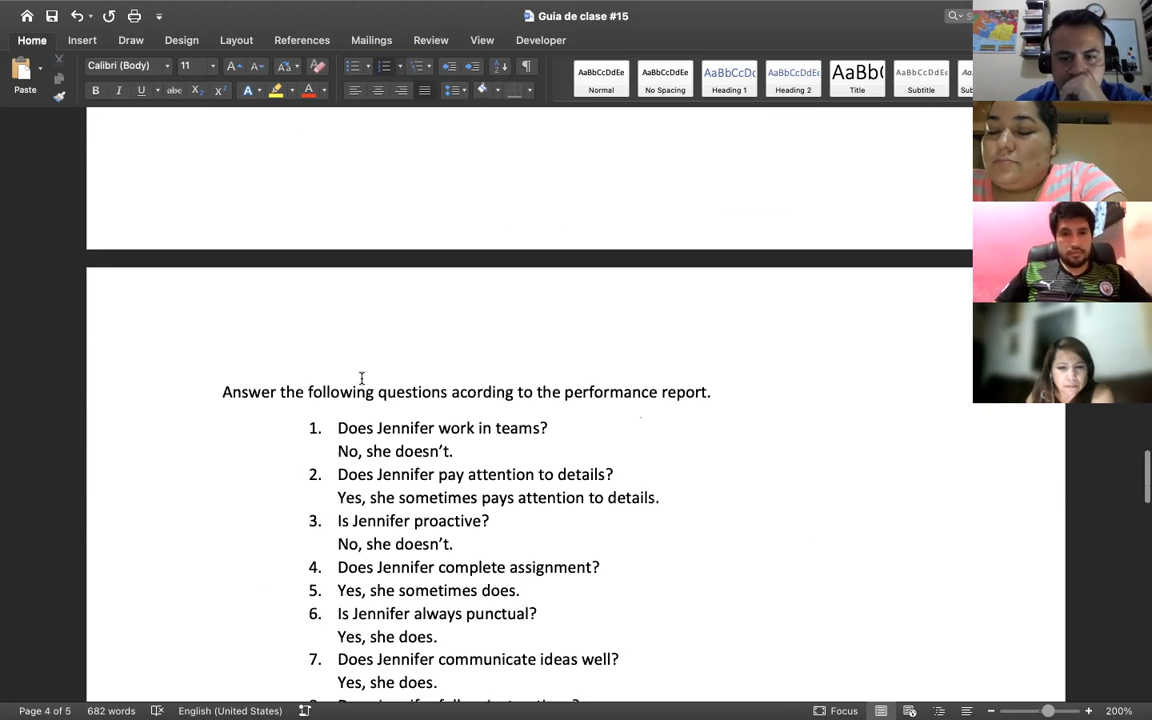 Guia de clase #15
Home Insert Draw Design Layout References Mailings Review View Developer
Paste
Calibri (Body) 11
AaBbCcDdEe AaBbCcDdEe AaBbCcDc AaBbCcDdEe AaBb( AaBbCcDdEe
Normal No Spacing Heading 1 Heading 2 Title Subtitle
Answer the following questions acording to the performance report.
1. Does Jennifer work in teams?
No, she doesn't.
2. Does Jennifer pay attention to details?
Yes, she sometimes pays attention to details.
3. Is Jennifer proactive?
No, she doesn't.
4. Does Jennifer complete assignment?
5. Yes, she sometimes does.
6. Is Jennifer always punctual?
Yes, she does.
7. Does Jennifer communicate ideas well?
Yes, she does.
Page 4 of 5 682 words English (United States) Focus 200%